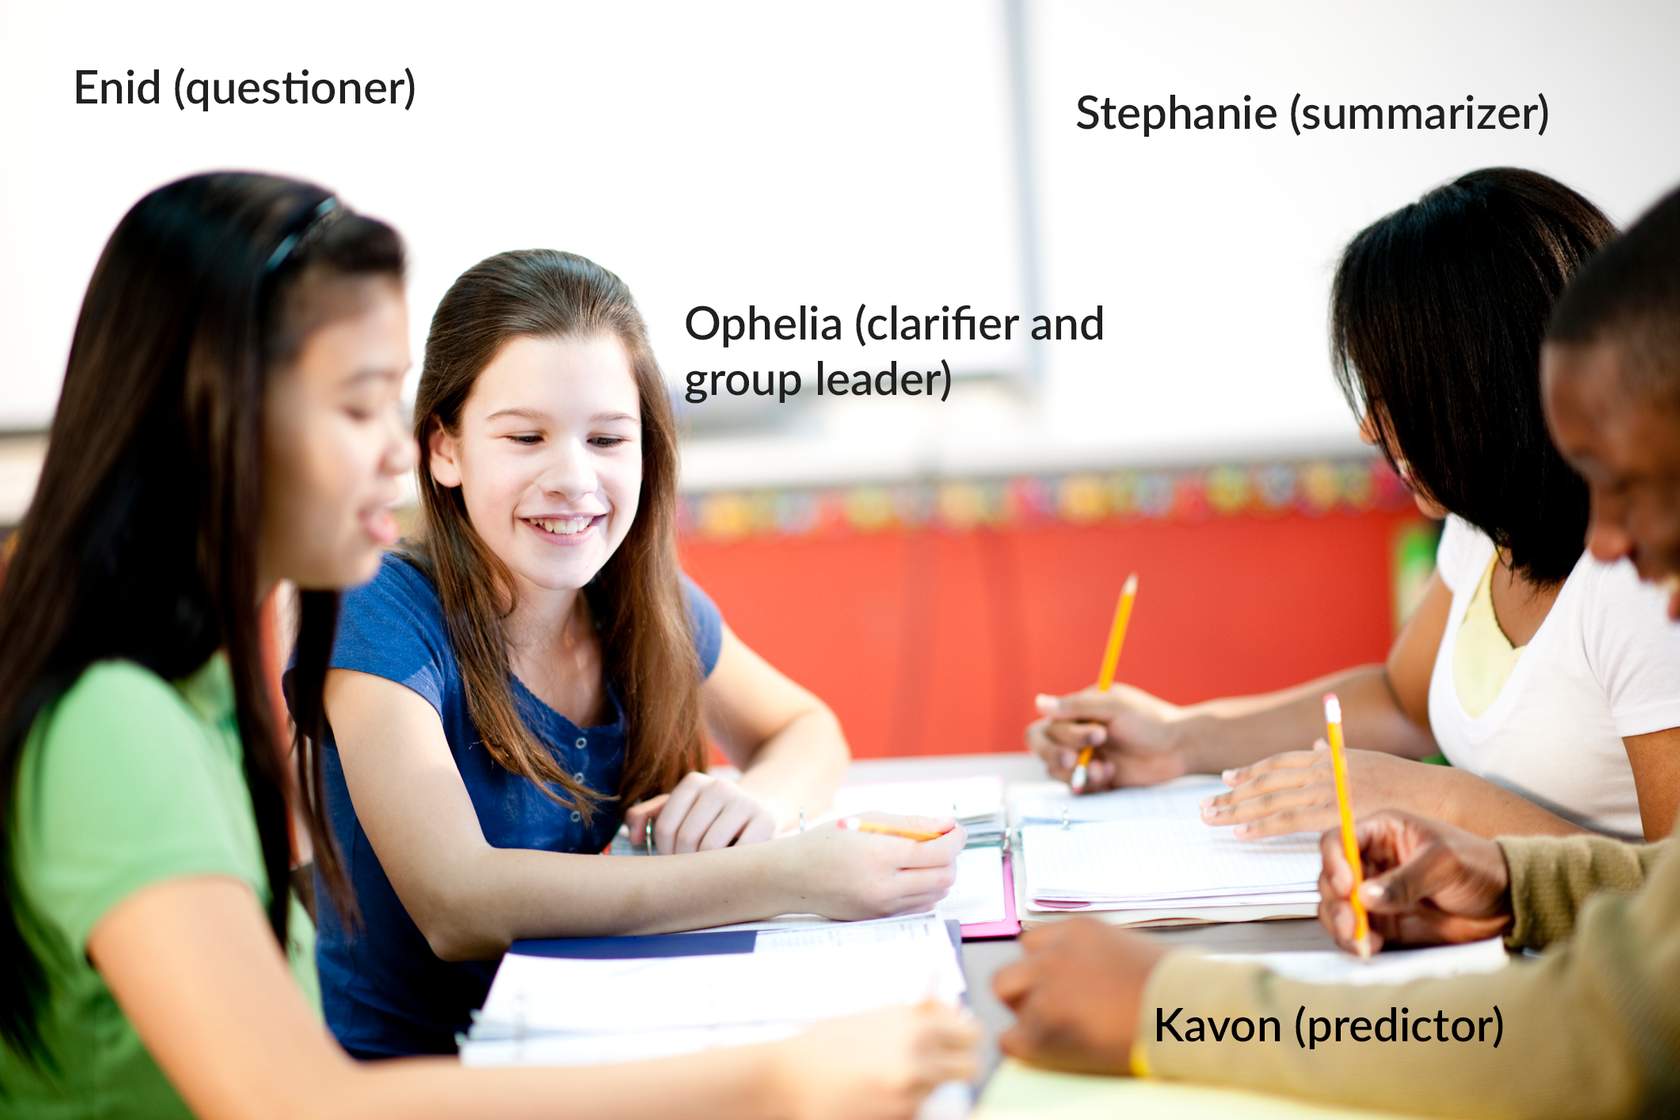 Enid (questioner)
Stephanie (summarizer)
Ophelia (clarifier and
group leader)
Kavon (predictor)